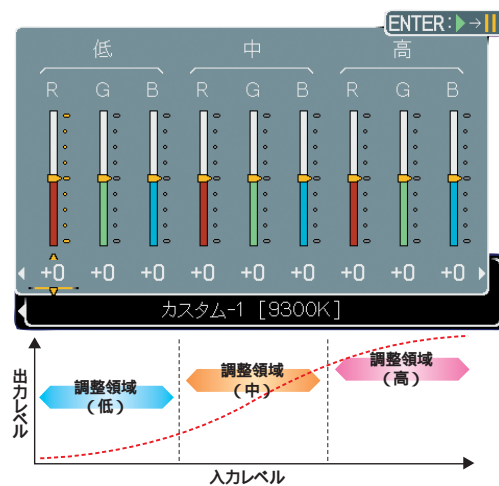 ENTER:▶→||
低 中 高
R G B R G B R G B
+0 +0 +0 +0 +0 +0 +0 +0 +0
カスタム-1 [9300K]
出力レベル
調整領域
(低)
調整領域
(中)
調整領域
(高)
入力レベル